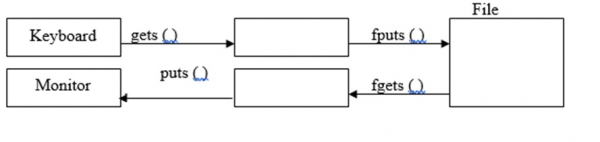 File
Keyboard gets ( ) fputs ( )
Monitor puts ( ) fgets ( )